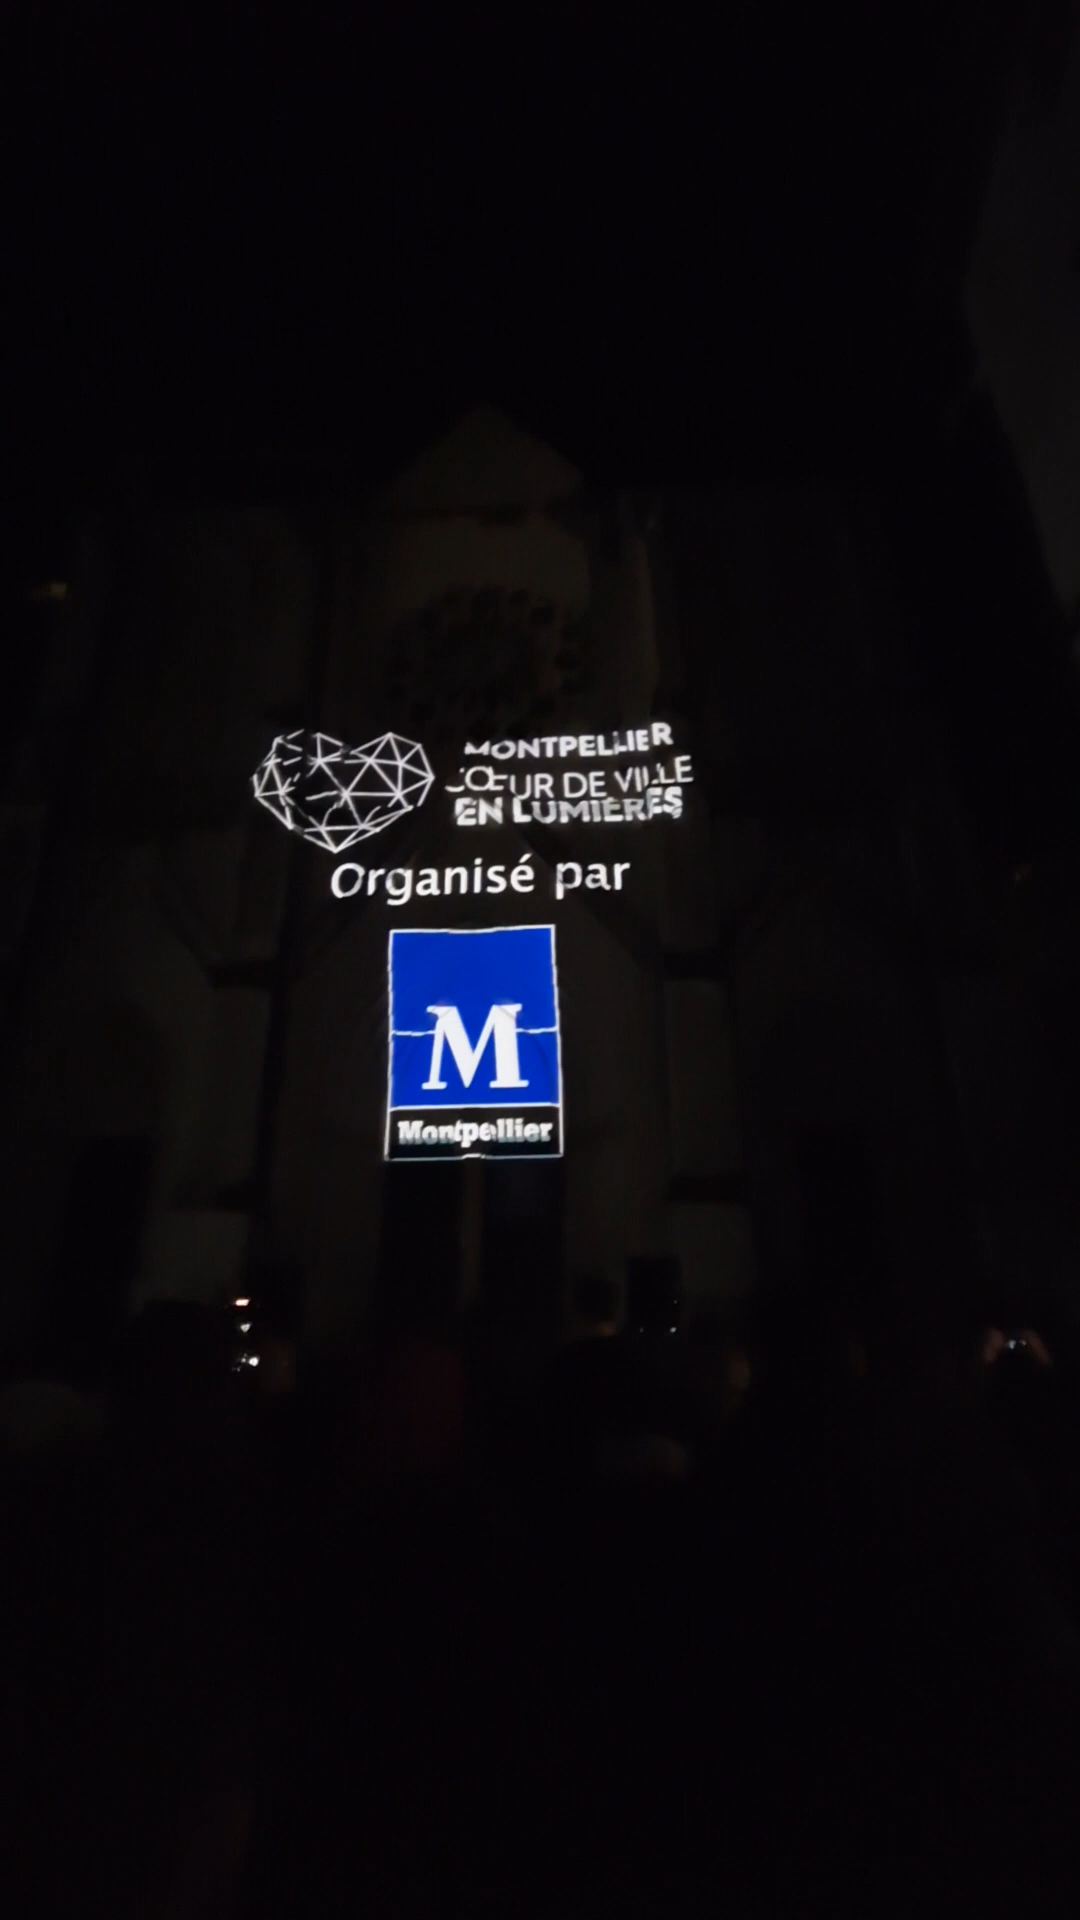 MONTPELLIER
CŒUR DE VILLE
EN LUMIÈRES
Organisé par
M
Montpellier